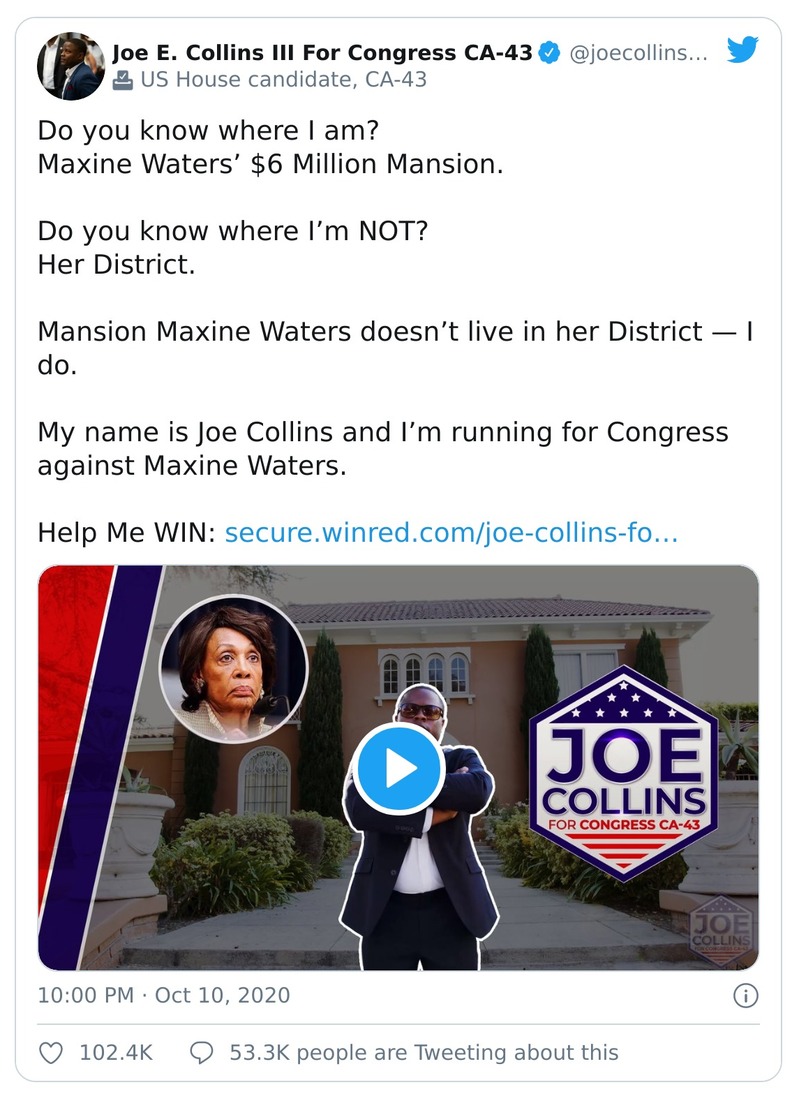 Joe E. Collins III For Congress CA-43 @joecollins...
US House candidate, CA-43
Do you know where I am?
Maxine Waters’ $6 Million Mansion.
Do you know where I’m NOT?
Her District.
Mansion Maxine Waters doesn’t live in her District — I
do.
My name is Joe Collins and I’m running for Congress
against Maxine Waters.
Help Me WIN: secure.winred.com/joe-collins-fo...
JOE
COLLINS
FOR CONGRESS CA-43
JOE
COLLINS
FOR CONGRESS CA-43
10:00 PM · Oct 10, 2020
102.4K 53.3K people are Tweeting about this